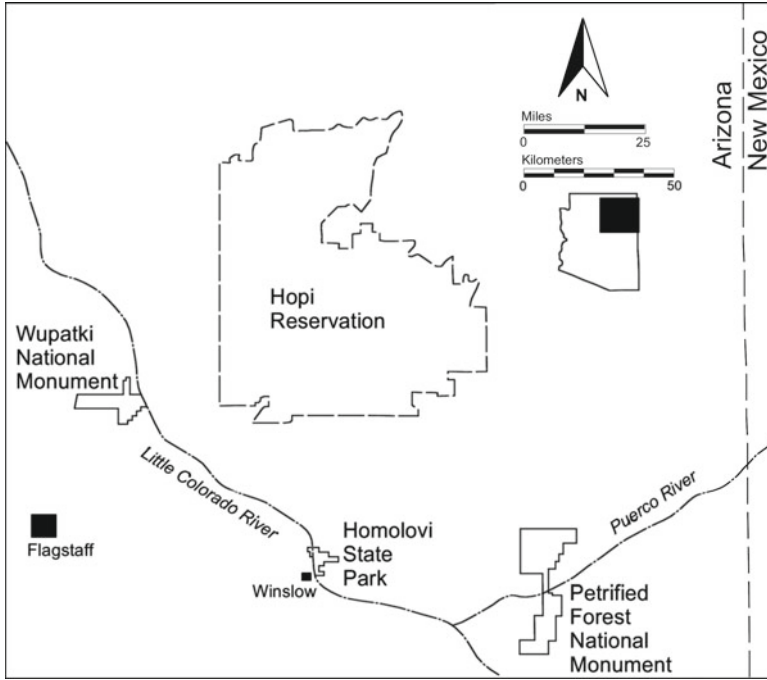 N
Miles
0 25
Kilometers
0 50
Arizona
New Mexico
Hopi
Reservation
Wupatki
National
Monument
Little Colorado River
Puerco River
Flagstaff
Homolovi
State
Park
Winslow
Petrified
Forest
National
Monument